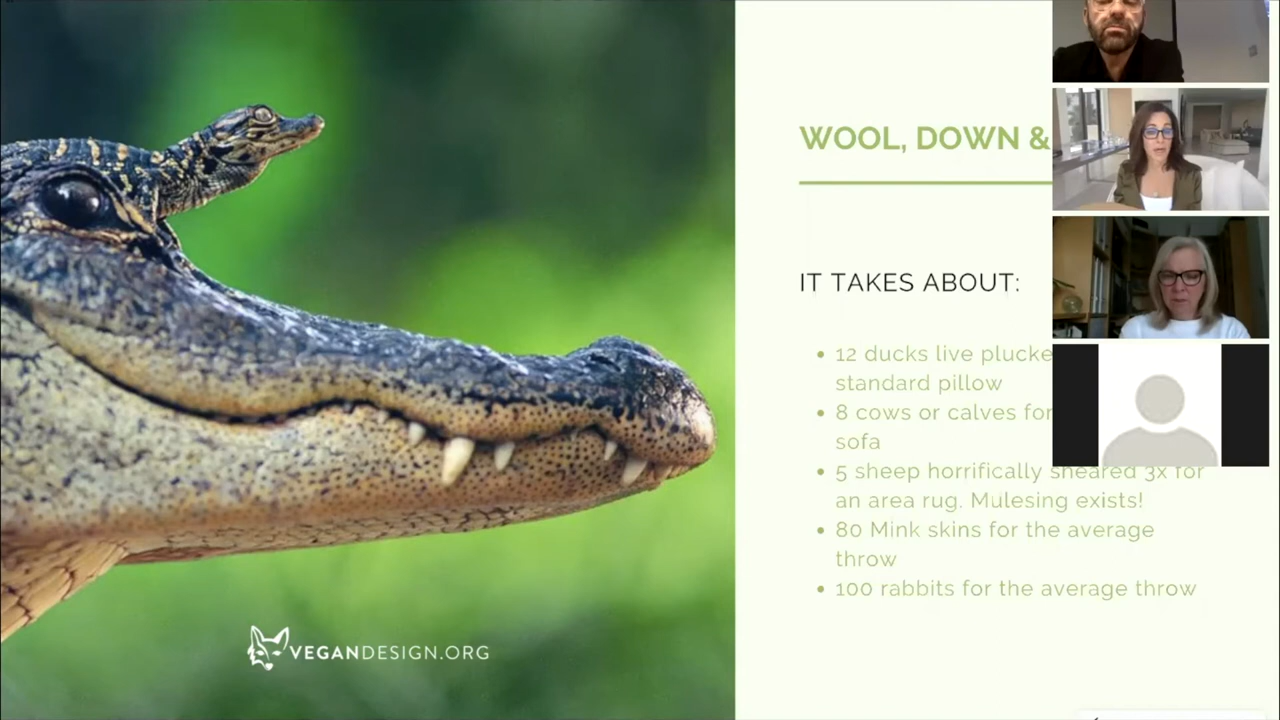 WOOL, DOWN &
IT TAKES ABOUT:
• 12 ducks live plucke
standard pillow
• 8 cows or calves for
sofa
• 5 sheep horrifically sheared 3x for
an area rug. Mulesing exists!
• 80 Mink skins for the average
throw
• 100 rabbits for the average throw
VEGANDESIGN.ORG